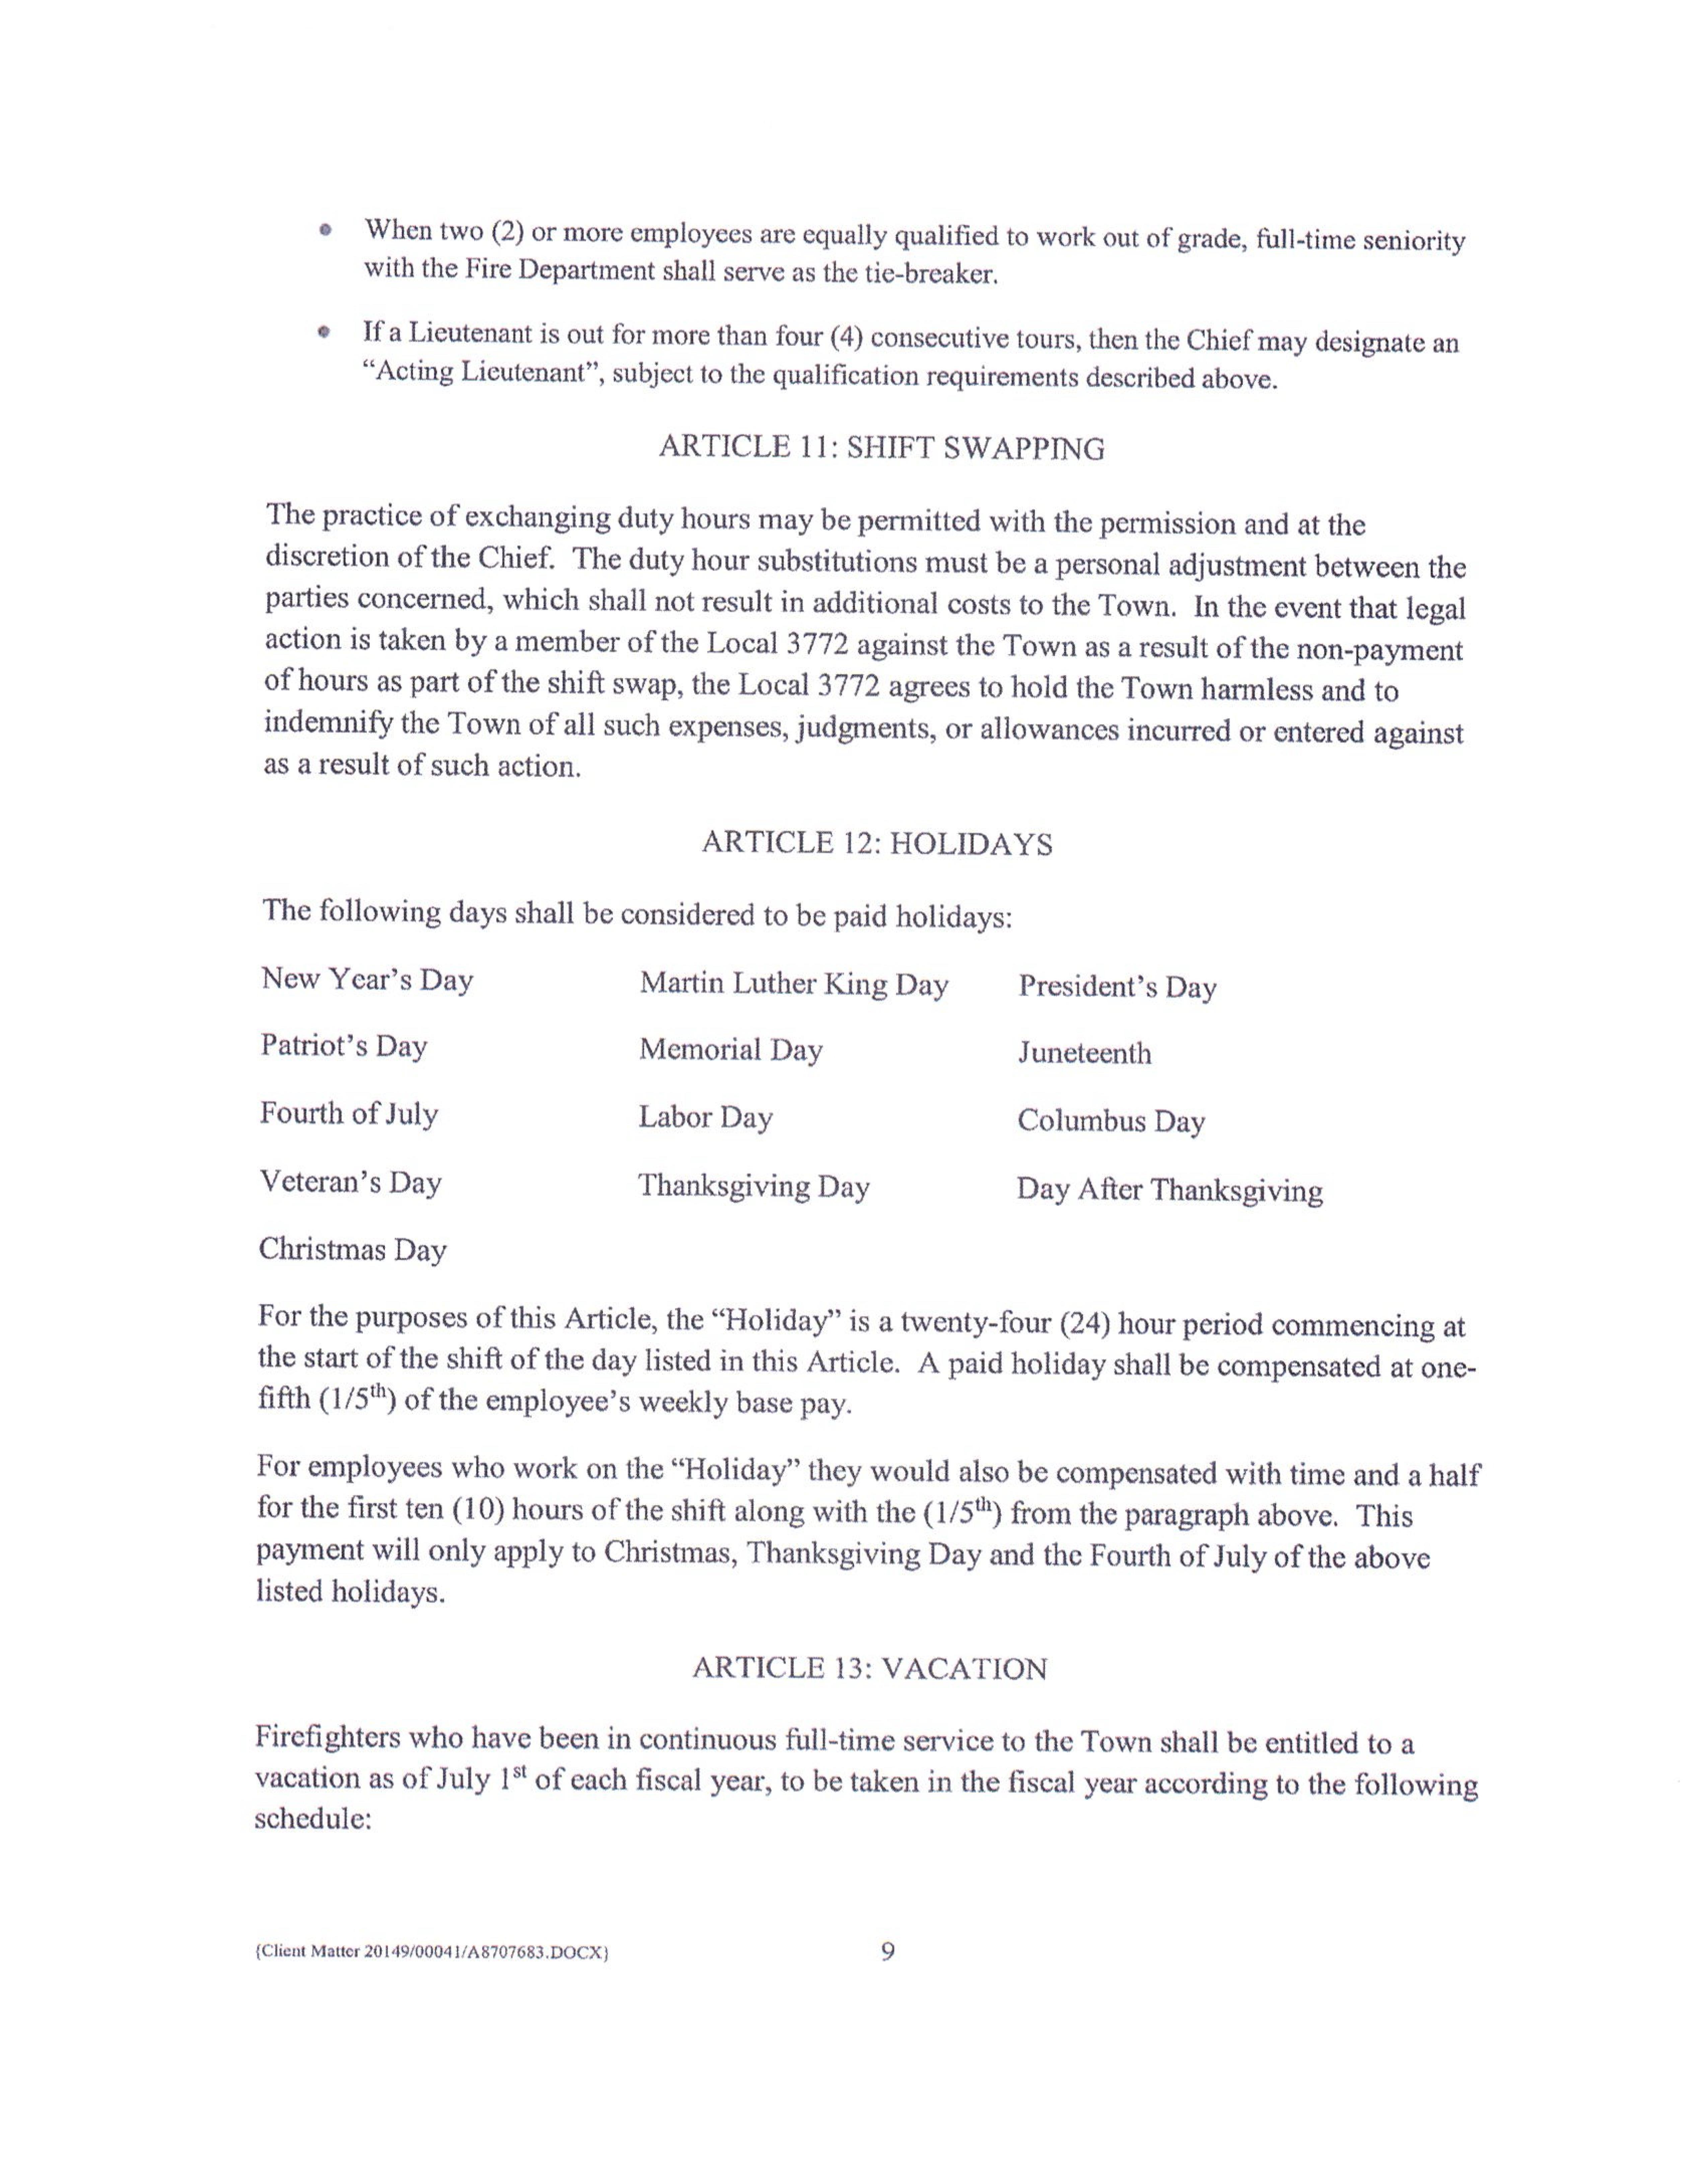 • When two (2) or more employees are equally qualified to work out of grade, full-time seniority
with the Fire Department shall serve as the tie-breaker.
• If a Lieutenant is out for more than four (4) consecutive tours, then the Chief may designate an
“Acting Lieutenant”, subject to the qualification requirements described above.
ARTICLE 11: SHIFT SWAPPING
The practice of exchanging duty hours may be permitted with the permission and at the
discretion of the Chief. The duty hour substitutions must be a personal adjustment between the
parties concerned, which shall not result in additional costs to the Town. In the event that legal
action is taken by a member of the Local 3772 against the Town as a result of the non-payment
of hours as part of the shift swap, the Local 3772 agrees to hold the Town harmless and to
indemnify the Town of all such expenses, judgments, or allowances incurred or entered against
as a result of such action.
ARTICLE 12: HOLIDAYS
The following days shall be considered to be paid holidays:
New Year’s Day Martin Luther King Day President’s Day
Patriot’s Day Memorial Day Juneteenth
Fourth of July Labor Day Columbus Day
Veteran’s Day Thanksgiving Day Day After Thanksgiving
Christmas Day
For the purposes of this Article, the “Holiday” is a twenty-four (24) hour period commencing at
the start of the shift of the day listed in this Article. A paid holiday shall be compensated at one-
fifth (1/5th) of the employee’s weekly base pay.
For employees who work on the “Holiday” they would also be compensated with time and a half
for the first ten (10) hours of the shift along with the (1/5th) from the paragraph above. This
payment will only apply to Christmas, Thanksgiving Day and the Fourth of July of the above
listed holidays.
ARTICLE 13: VACATION
Firefighters who have been in continuous full-time service to the Town shall be entitled to a
vacation as of July 1st of each fiscal year, to be taken in the fiscal year according to the following
schedule:
{Client Matter 20149/00041/A8707683.DOCX} 9